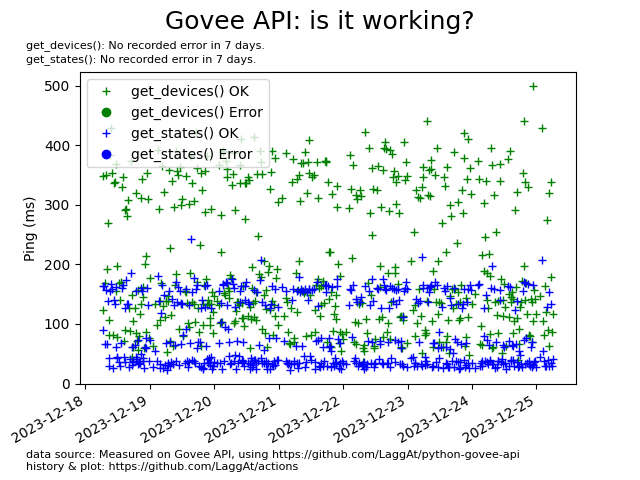 Govee API: is it working?
get_devices(): No recorded error in 7 days.
get_states(): No recorded error in 7 days.
get_devices() OK
get_devices() Error
get_states() OK
get_states() Error
Ping (ms)
500
400
300
200
100
0
2023-12-18
2023-12-19
2023-12-20
2023-12-21
2023-12-22
2023-12-23
2023-12-24
2023-12-25
data source: Measured on Govee API, using https://github.com/LaggAt/python-govee-api
history & plot: https://github.com/LaggAt/actions